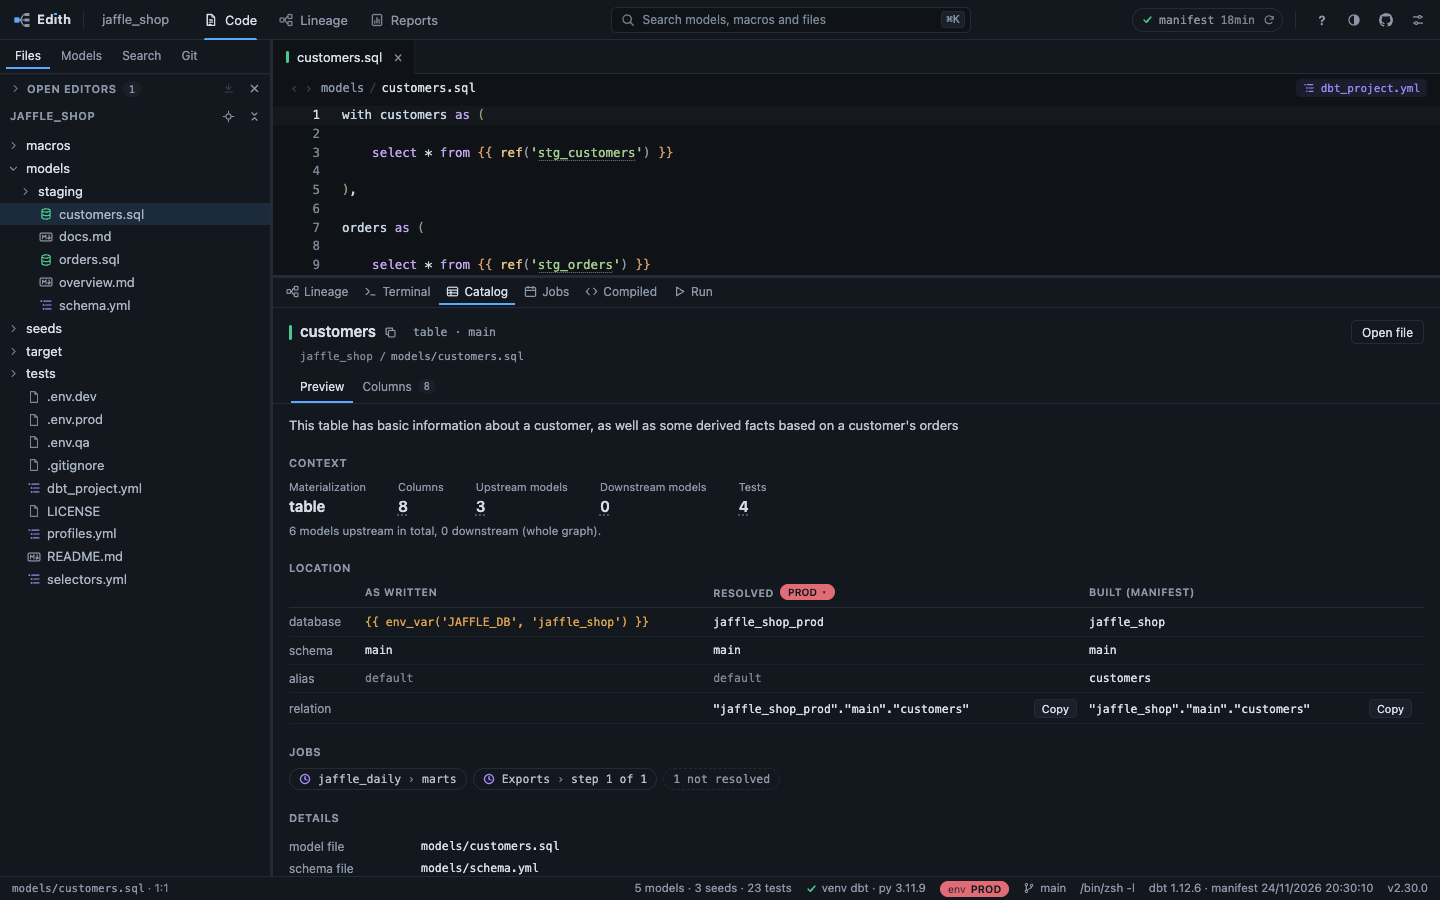 Edith
jaffle_shop
Code
Lineage
Reports
Search models, macros and files
⌘K
manifest 18min
?
Files
Models
Search
Git
OPEN EDITORS 1
JAFFLE_SHOP
macros
models
staging
customers.sql
docs.md
orders.sql
overview.md
schema.yml
seeds
target
tests
.env.dev
.env.prod
.env.qa
.gitignore
dbt_project.yml
LICENSE
profiles.yml
README.md
selectors.yml
customers.sql ×
models / customers.sql
dbt_project.yml
1 with customers as (
2
3 select * from {{ ref('stg_customers') }}
4
5 ),
6
7 orders as (
8
9 select * from {{ ref('stg_orders') }}
Lineage
Terminal
Catalog
Jobs
Compiled
Run
customers
table · main
Open file
jaffle_shop / models/customers.sql
Preview
Columns 8
This table has basic information about a customer, as well as some derived facts based on a customer's orders
CONTEXT
Materialization Columns Upstream models Downstream models Tests
table 8 3 0 4
6 models upstream in total, 0 downstream (whole graph).
LOCATION
AS WRITTEN RESOLVED PROD BUILT (MANIFEST)
database {{ env_var('JAFFLE_DB', 'jaffle_shop') }} jaffle_shop_prod jaffle_shop
schema main main main
alias default default customers
relation "jaffle_shop_prod"."main"."customers" Copy "jaffle_shop"."main"."customers" Copy
JOBS
jaffle_daily › marts
Exports › step 1 of 1
1 not resolved
DETAILS
model file models/customers.sql
schema file models/schema.yml
models/customers.sql · 1:1
5 models · 3 seeds · 23 tests
venv dbt · py 3.11.9
env PROD
main
/bin/zsh -l
dbt 1.12.6 · manifest 24/11/2026 20:30:10
v2.30.0